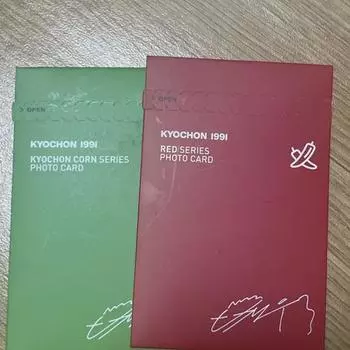 > OPEN
KYOCHON 1991
KYOCHON CORN SERIES
PHOTO CARD
> OPEN
KYOCHON 1991
RED SERIES
PHOTO CARD